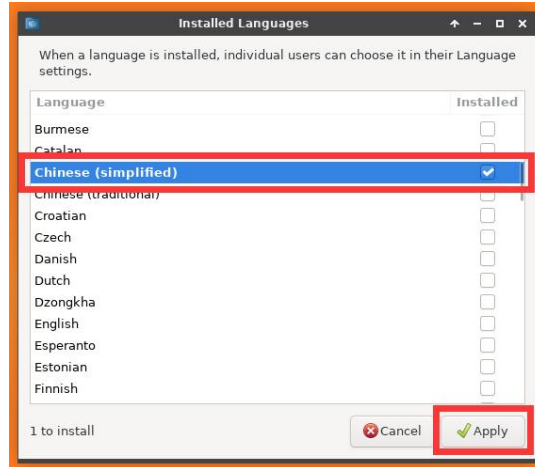 Installed Languages
When a language is installed, individual users can choose it in their Language
settings.
Language Installed
Burmese
Catalan
Chinese (simplified)
Chinese (traditional)
Croatian
Czech
Danish
Dutch
Dzongkha
English
Esperanto
Estonian
Finnish
1 to install Cancel Apply